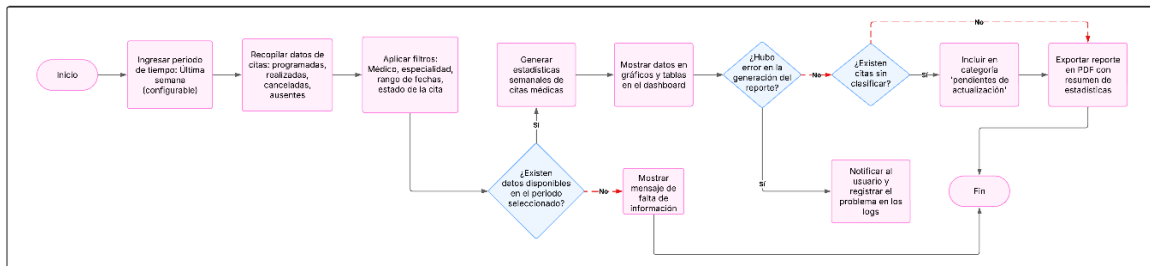 Inicio
Ingresar periodo
de tiempo: Última
semane
(configurable)
Recopilar datos de
citas: programadas,
realizadas,
canceladas,
ausentes
Aplicar filtros:
Médico, especialidad,
rango de fechas,
estado de la cita
Generar
estadísticas
semanales de
citas médicas
Mostrar datos en
gráficos y tablas
en el dashboard
¿Hubo
error en la
generación del
reporte?
No
¿Existen
citas sin
clasificar?
No
Sí
Incluir en
categoría
'pendientes de
actualización'
Exportar reporte
en PDF con
resumen de
estadísticas
Sí
¿Existen
datos disponibles
en el periodo
seleccionado?
No
Mostrar
mensaje de
falta de
información
Sí
Notificar al
usuario y
registrar el
problema en los
logs
Fin